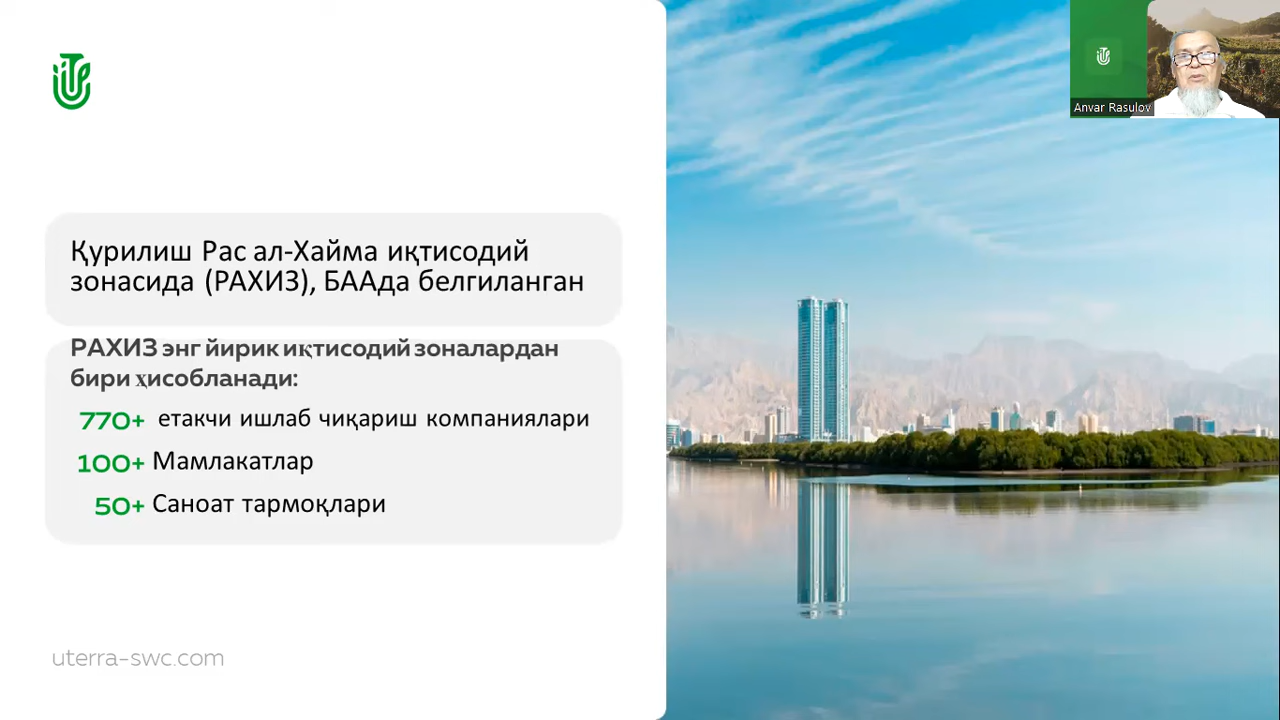 Anvar Rasulov
Қурилиш Рас ал-Хайма иқтисодий
зонасида (РАХИЗ), БААда белгиланган
РАХИЗ энг йирик иқтисодий зоналардан
бири ҳисобланади:
770+ етакчи ишлаб чиқариш компаниялари
100+ Мамлакатлар
50+ Саноат тармоқлари
uterra-swc.com